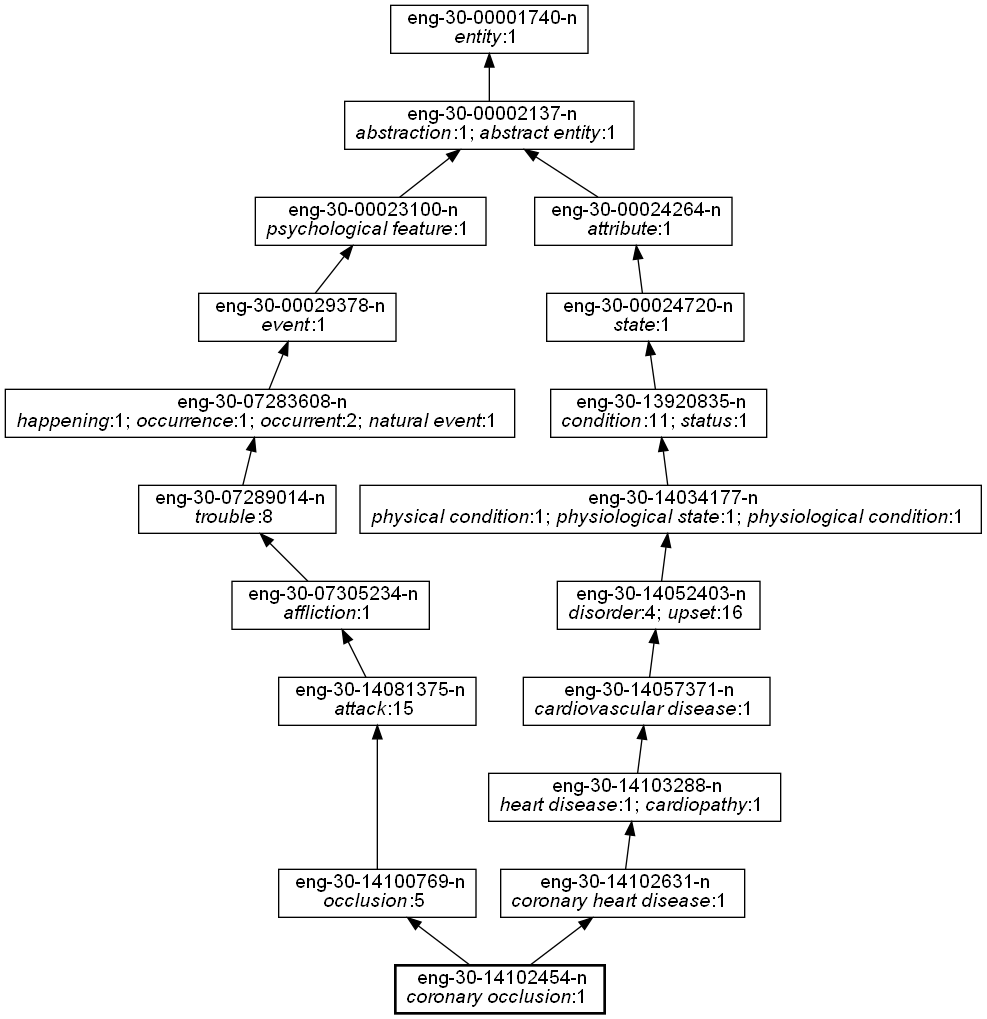 eng-30-00001740-n
entity:1
eng-30-00002137-n
abstraction:1; abstract entity:1
eng-30-00023100-n
psychological feature:1
eng-30-00024264-n
attribute:1
eng-30-00029378-n
event:1
eng-30-00024720-n
state:1
eng-30-07283608-n
happening:1; occurrence:1; occurrent:2; natural event:1
eng-30-13920835-n
condition:11; status:1
eng-30-07289014-n
trouble:8
eng-30-14034177-n
physical condition:1; physiological state:1; physiological condition:1
eng-30-07305234-n
affliction:1
eng-30-14052403-n
disorder:4; upset:16
eng-30-14081375-n
attack:15
eng-30-14057371-n
cardiovascular disease:1
eng-30-14103288-n
heart disease:1; cardiopathy:1
eng-30-14100769-n
occlusion:5
eng-30-14102631-n
coronary heart disease:1
eng-30-14102454-n
coronary occlusion:1